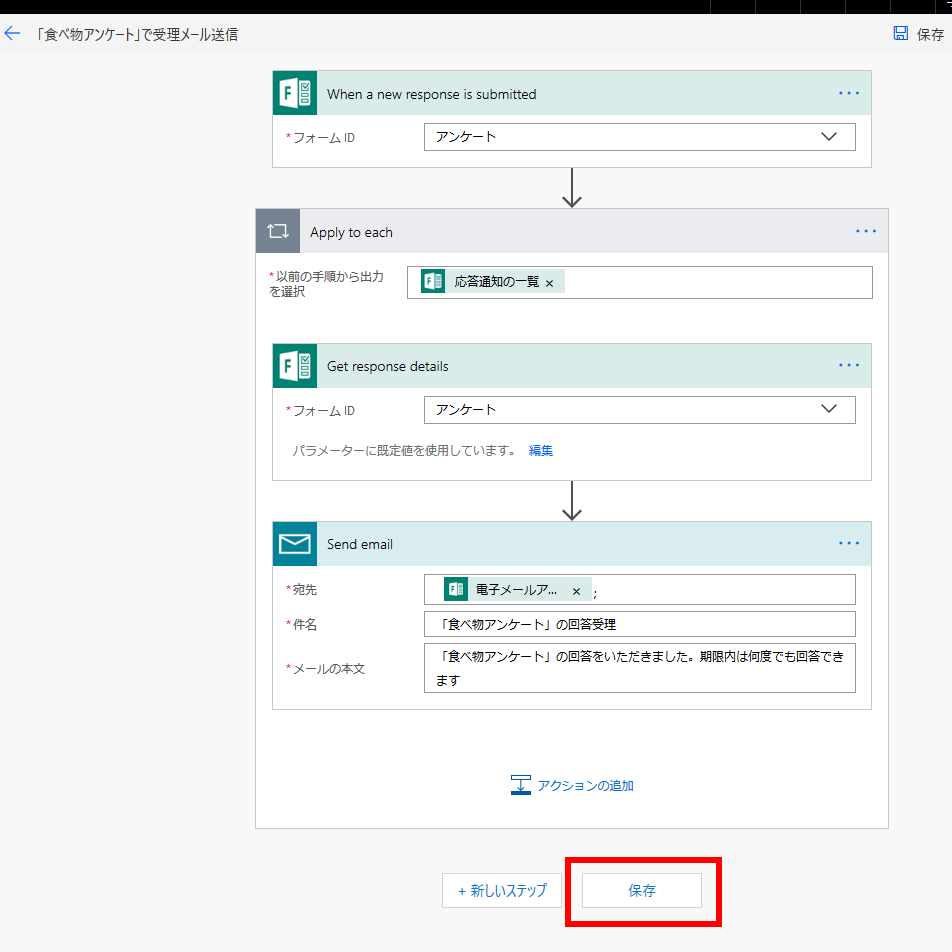 「食べ物アンケート」で受理メール送信
保存
When a new response is submitted
*フォーム ID
アンケート
Apply to each
*以前の手順から出力
を選択
応答通知の一覧 ×
Get response details
*フォーム ID
アンケート
パラメーターに既定値を使用しています。 編集
Send email
*宛先
電子メールア... × ;
*件名
「食べ物アンケート」の回答受理
*メールの本文
「食べ物アンケート」の回答をいただきました。期限内は何度でも回答でき
ます
アクションの追加
+ 新しいステップ
保存